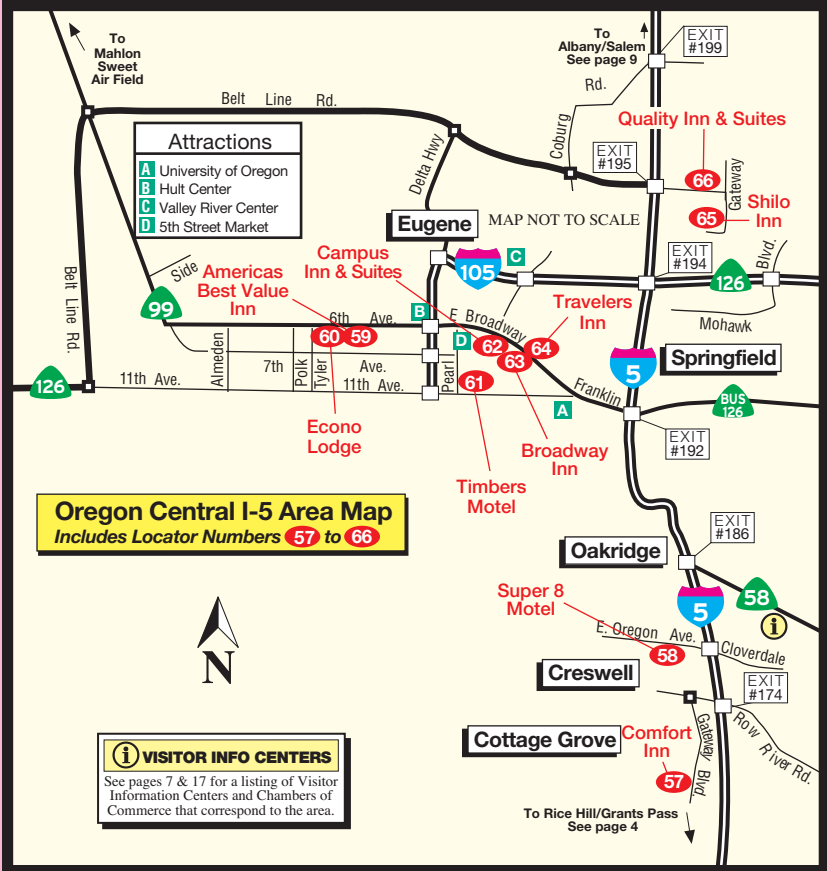 To
Mahlon
Sweet
Air Field
To
Albany/Salem
See page 9
EXIT
#199
Belt Line Rd.
Rd.
Coburg
Quality Inn & Suites
Attractions
A University of Oregon
B Hult Center
C Valley River Center
D 5th Street Market
Delta Hwy
EXIT
#195
66
Gateway
65
Shilo
Inn
Eugene
MAP NOT TO SCALE
C
105
EXIT
#194
126
Blvd.
Mohawk
Belt Line Rd.
Side
99
Americas
Best Value
Inn
Campus
Inn & Suites
Travelers
Inn
6th Ave.
B
E Broadway
60
59
D
62
63
64
Almeden
7th Ave.
Polk
Tyler
Pearl
5
Springfield
126
11th Ave.
11th Ave.
61
A
Franklin
BUS
126
EXIT
#192
Econo
Lodge
Broadway
Inn
Timbers
Motel
Oregon Central I-5 Area Map
Includes Locator Numbers 57 to 66
EXIT
#186
Oakridge
58
5
i
Super 8
Motel
E. Oregon Ave.
58
Cloverdale
N
Creswell
EXIT
#174
Cottage Grove
Comfort
Inn
57
Gateway Blvd.
Row River Rd.
i VISITOR INFO CENTERS
See pages 7 & 17 for a listing of Visitor
Information Centers and Chambers of
Commerce that correspond to the area.
To Rice Hill/Grants Pass
See page 4